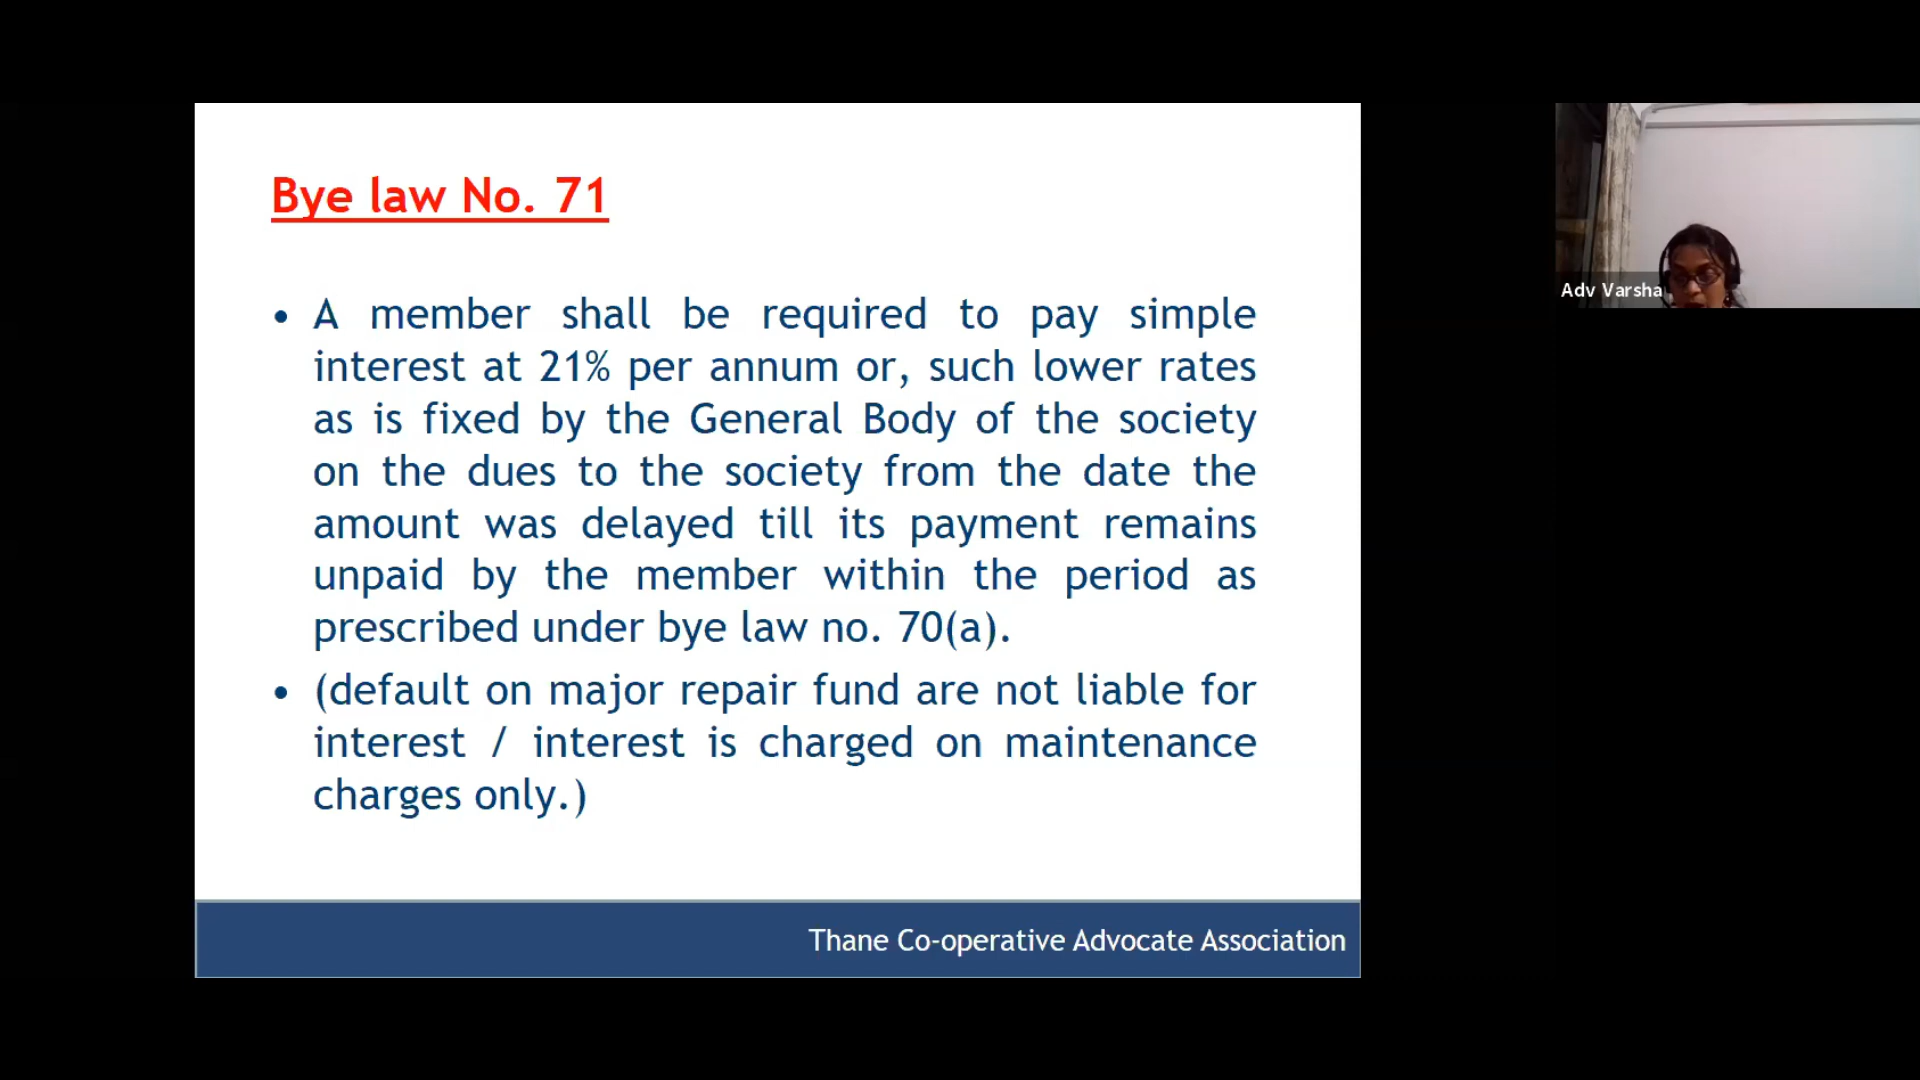 Bye law No. 71
• A member shall be required to pay simple
interest at 21% per annum or, such lower rates
as is fixed by the General Body of the society
on the dues to the society from the date the
amount was delayed till its payment remains
unpaid by the member within the period as
prescribed under bye law no. 70(a).
• (default on major repair fund are not liable for
interest / interest is charged on maintenance
charges only.)
Thane Co-operative Advocate Association
Adv Varsha